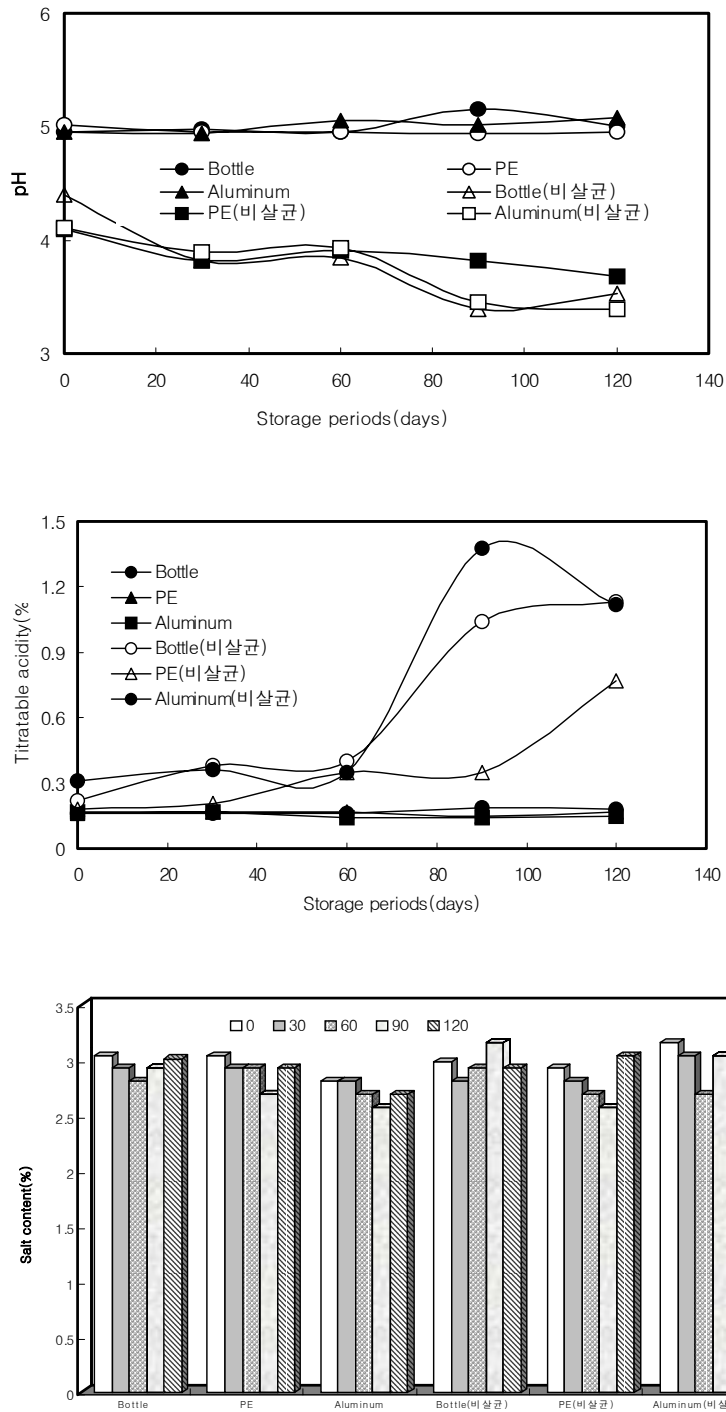 6
5
4
3
pH
Bottle
PE
Aluminum
Bottle(비살균)
PE(비살균)
Aluminum(비살균)
0 20 40 60 80 100 120 140
Storage periods(days)
1.5
1.2
0.9
0.6
0.3
0
Titratable acidity(%
Bottle
PE
Aluminum
Bottle(비살균)
PE(비살균)
Aluminum(비살균)
0 20 40 60 80 100 120 140
Storage periods(days)
3.5
3
2.5
2
1.5
1
0.5
0
Salt content(%)
0 30 60 90 120
Bottle PE Aluminum Bottle(비살균) PE(비살균) Aluminum(비살